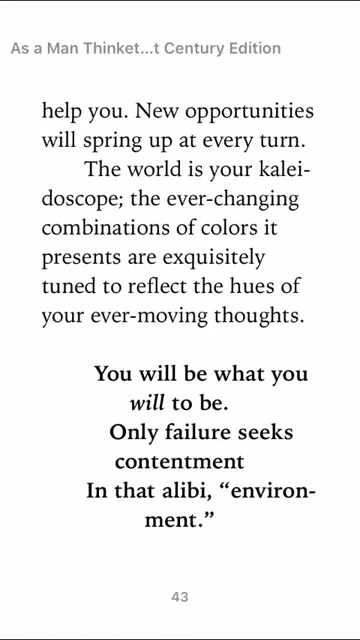 As a Man Thinket...t Century Edition
help you. New opportunities
will spring up at every turn.
The world is your kalei-
doscope; the ever-changing
combinations of colors it
presents are exquisitely
tuned to reflect the hues of
your ever-moving thoughts.
You will be what you
will to be.
Only failure seeks
contentment
In that alibi, “environ-
ment.”
43